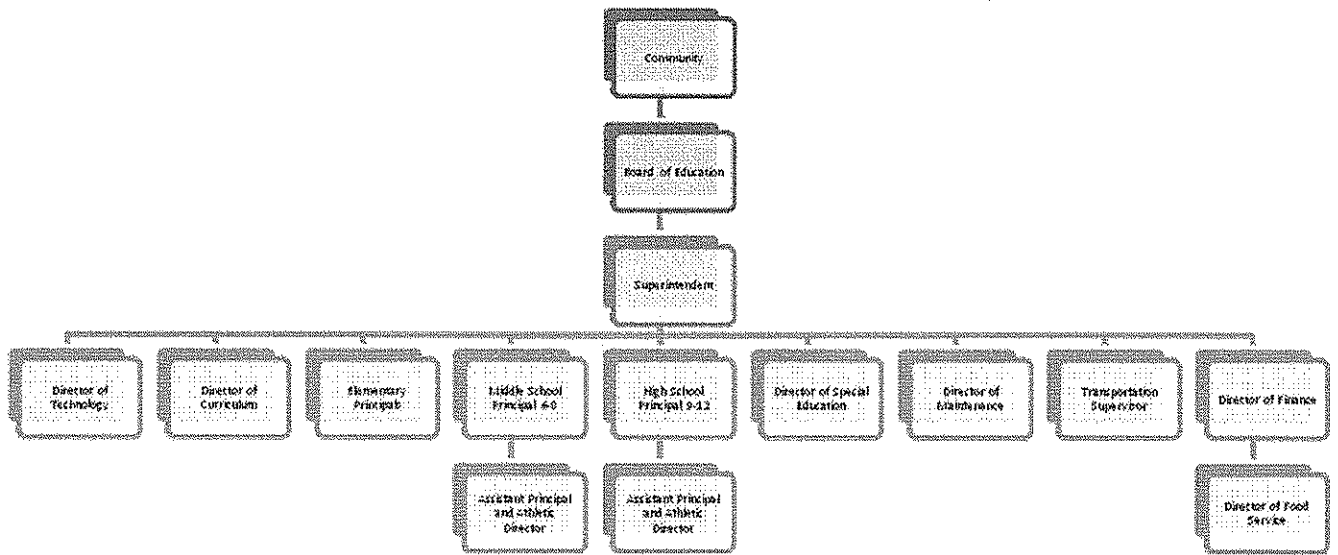 Community
Board of Education
Superintendent
Director of
Technology
Director of
Curriculum
Elementary
Principals
Middle School
Principal
High School
Principal 9-12
Director of Special
Education
Director of
Maintenance
Transportation
Supervisor
Director of Finance
Assistant Principal
and Athletic
Director
Assistant Principal
and Athletic
Director
Director of Food
Service